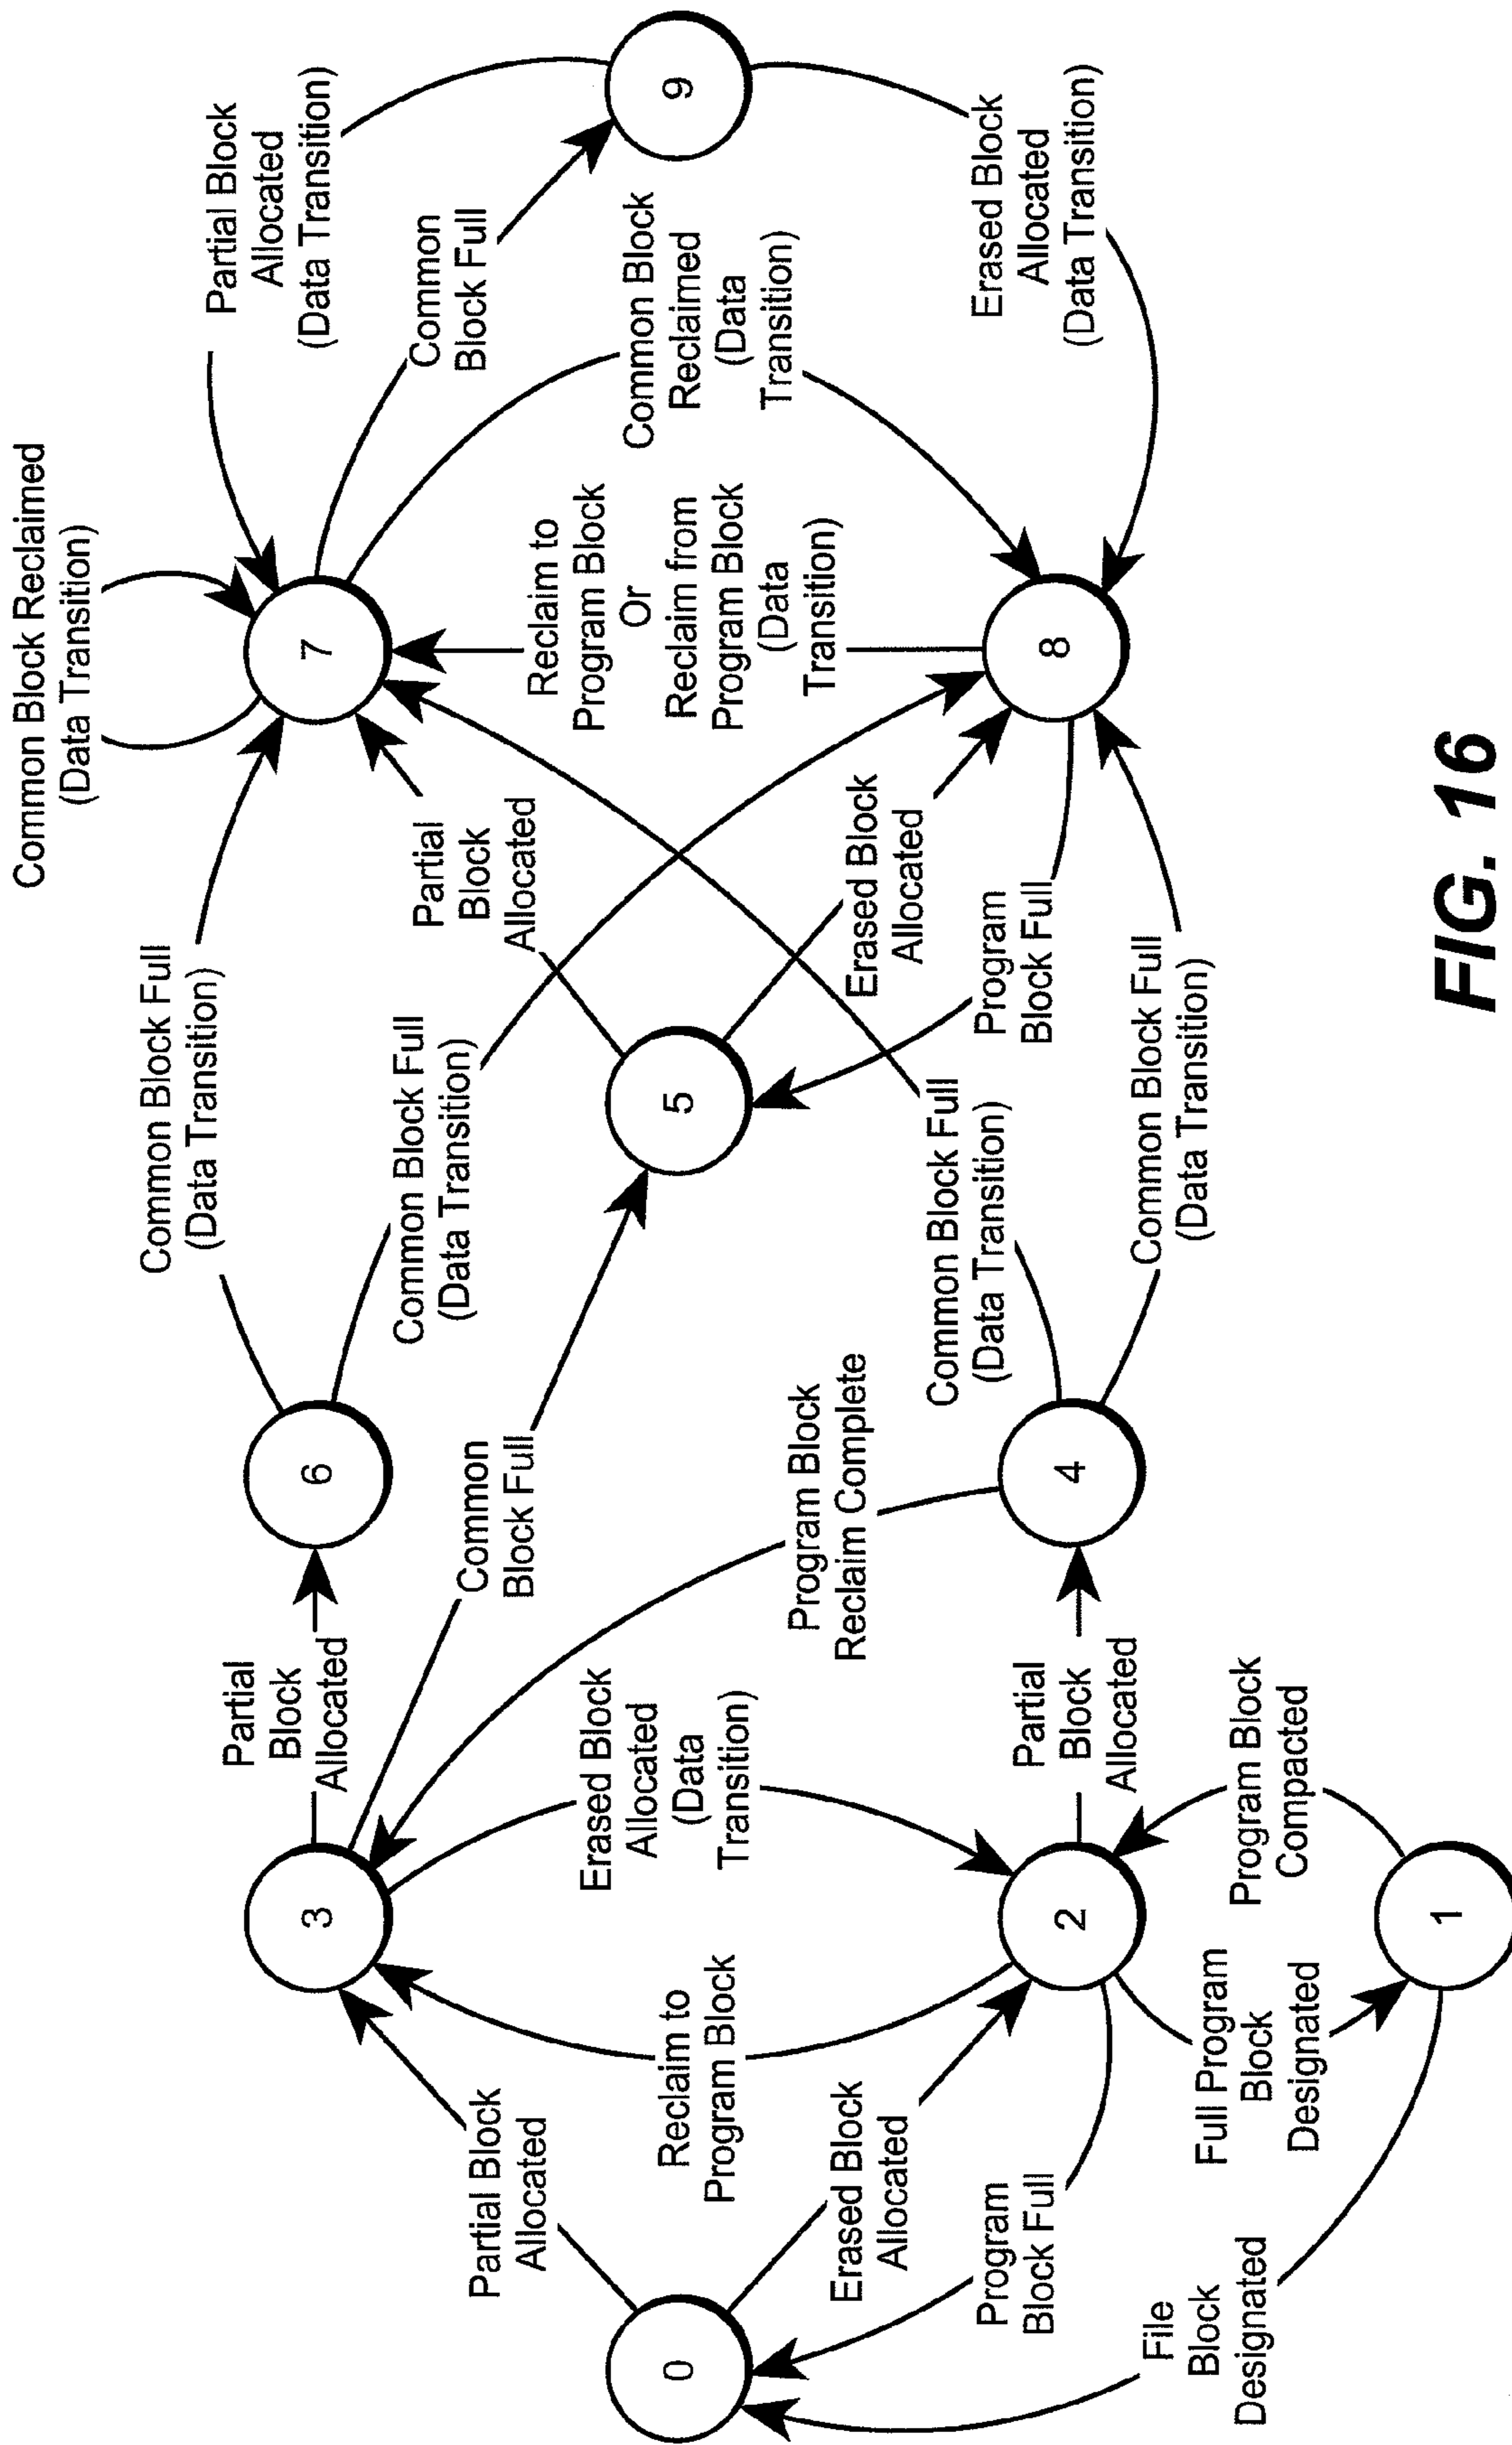 Common Block Reclaimed
(Data Transition)
Partial Block
Allocated
(Data Transition)
Common Block Full
(Data Transition)
Partial
Block
Allocated
3
6
7
Common
Block Full
Common Block Full
(Data Transition)
Partial
Block
Allocated
Common
Block Full
Partial Block
Allocated
Reclaim to
Program Block
Erased Block
Allocated
(Data
Transition)
Reclaim to
Program Block
Or
Reclaim from
Program Block
(Data
Transition)
Common Block
Reclaimed
(Data
Transition)
0
5
9
Erased Block
Allocated
Program Block
Reclaim Complete
Erased Block
Allocated
Program
Block Full
Common Block Full
(Data Transition)
Program
Block Full
Erased Block
Allocated
(Data Transition)
2
Partial
Block
Allocated
4
8
Common Block Full
(Data Transition)
File
Block
Designated
Full Program
Block
Designated
Program Block
Compacted
1
FIG. 16